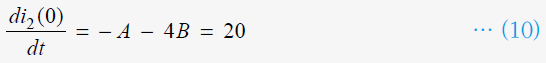 di₂(0)/dt = – A – 4B = 20 ··· (10)